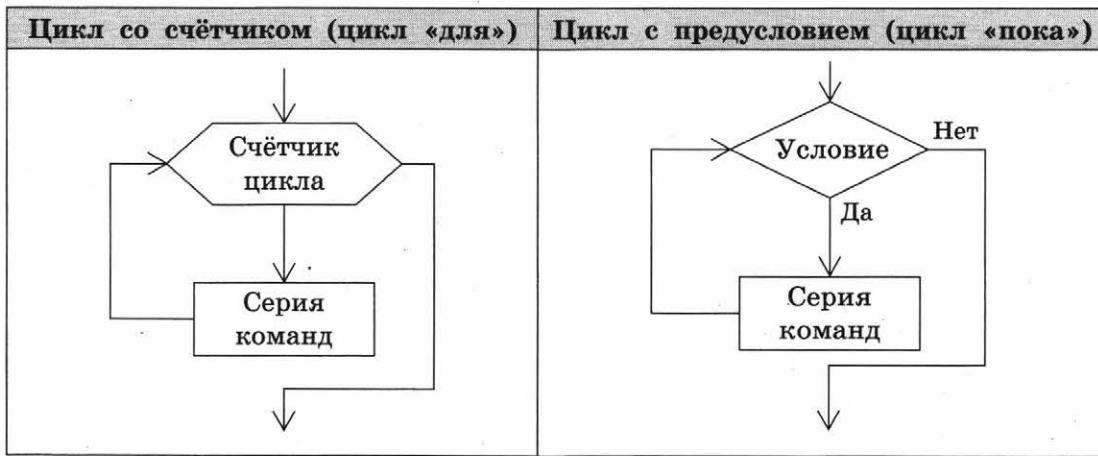 Цикл со счётчиком (цикл «для»)
Цикл с предусловием (цикл «пока»)
Счётчик
цикла
Серия
команд
Условие
Нет
Да
Серия
команд